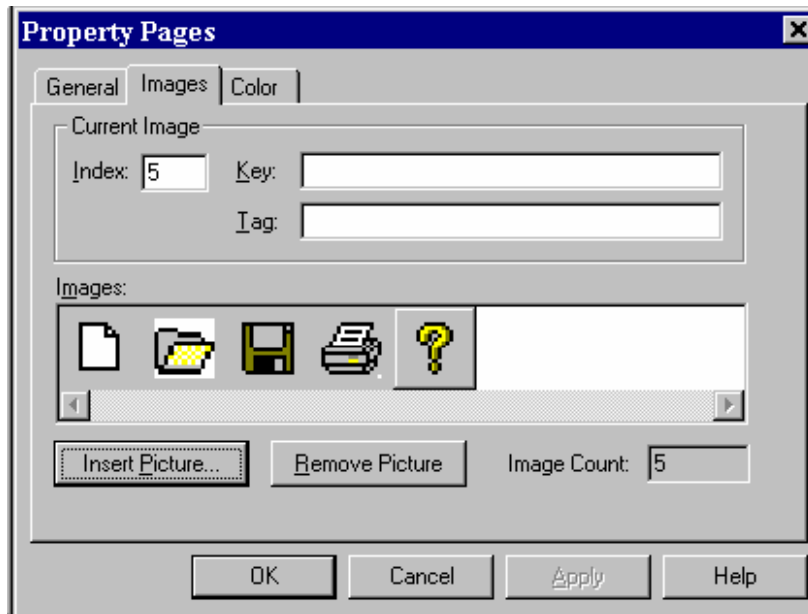 Property Pages
General Images Color
Current Image
Index: 5 Key:
Tag:
Images:
Insert Picture... Remove Picture Image Count: 5
OK Cancel Apply Help